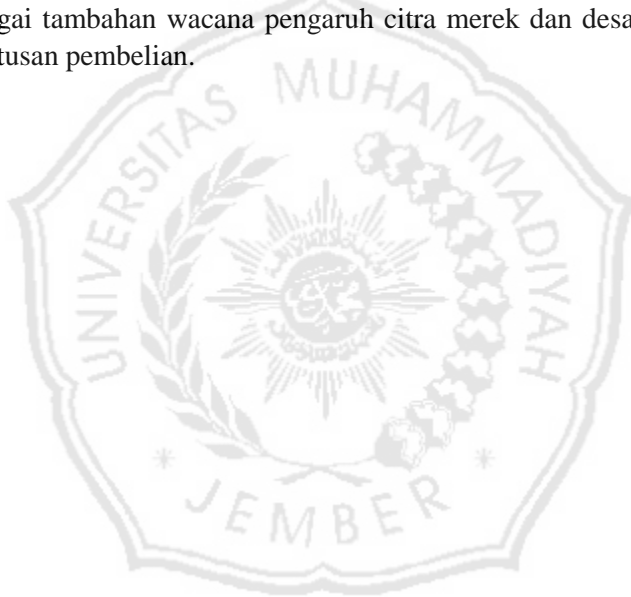 gai tambahan wacana pengaruh citra merek dan desa
tusan pembelian.
UNIVERSITAS MUHAMMADIYAH
JEMBER